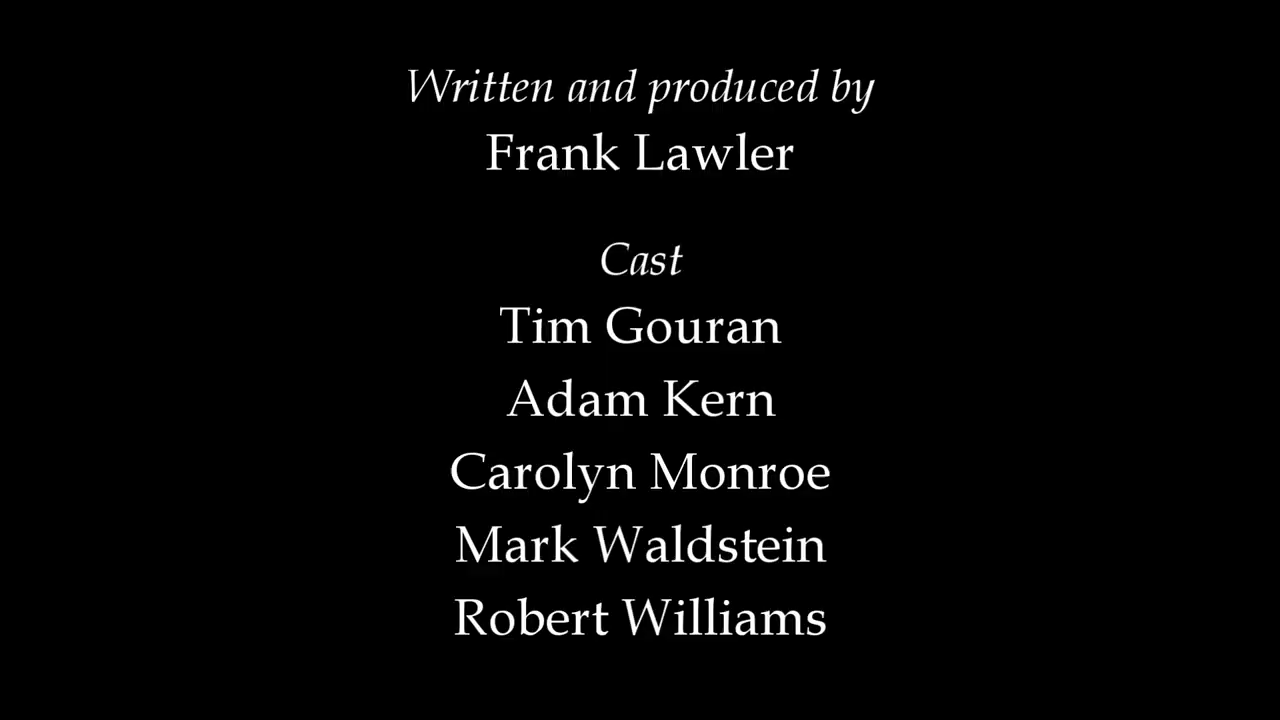 Written and produced by
Frank Lawler
Cast
Tim Gouran
Adam Kern
Carolyn Monroe
Mark Waldstein
Robert Williams